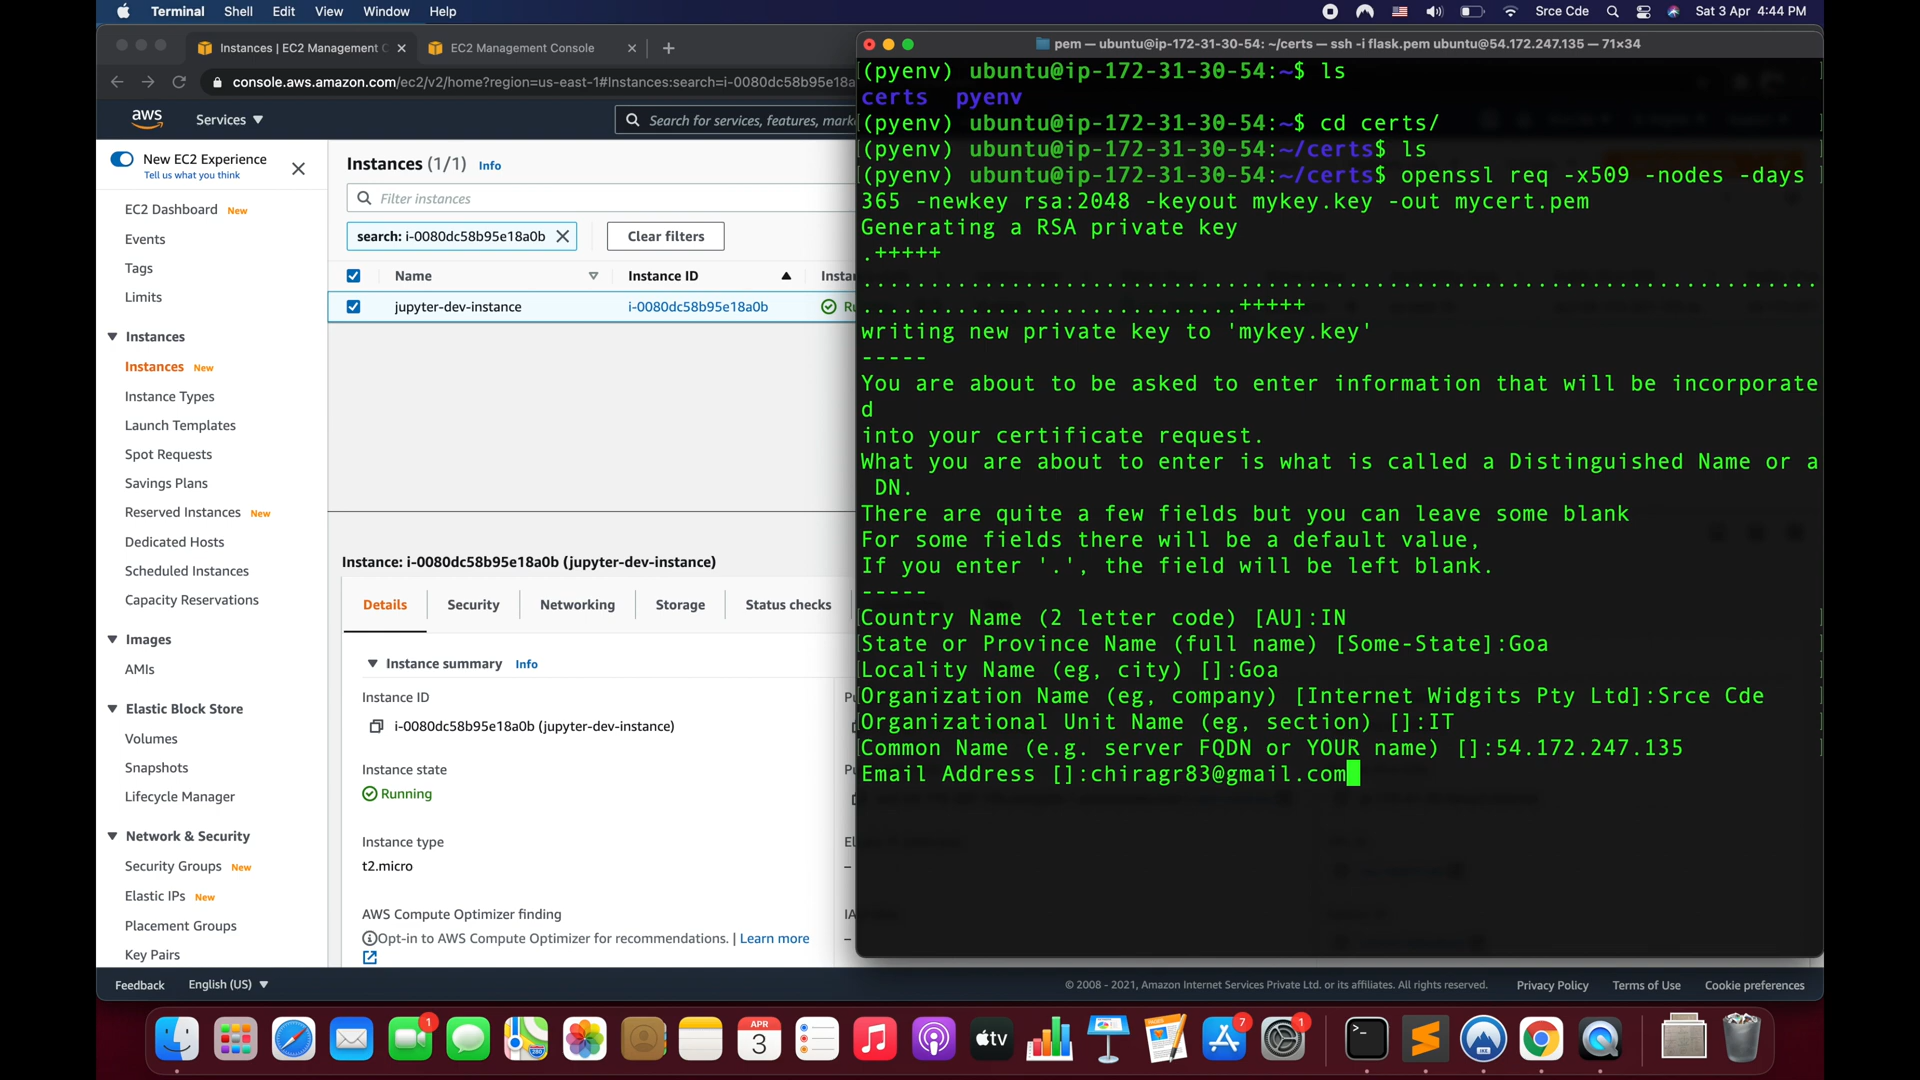 Terminal Shell Edit View Window Help
Srce Cde Sat 3 Apr 4:44 PM
Instances | EC2 Management C
EC2 Management Console
console.aws.amazon.com/ec2/v2/home?region=us-east-1#Instances:search=i-0080dc58b95e18a
aws Services
Search for services, features, mark
New EC2 Experience
Tell us what you think
EC2 Dashboard New
Events
Tags
Limits
Instances
Instances New
Instance Types
Launch Templates
Spot Requests
Savings Plans
Reserved Instances New
Dedicated Hosts
Scheduled Instances
Capacity Reservations
Images
AMIs
Elastic Block Store
Volumes
Snapshots
Lifecycle Manager
Network & Security
Security Groups New
Elastic IPs New
Placement Groups
Key Pairs
Instances (1/1) Info
Filter instances
search: i-0080dc58b95e18a0b
Clear filters
Name Instance ID Insta
jupyter-dev-instance i-0080dc58b95e18a0b Ru
Instance: i-0080dc58b95e18a0b (jupyter-dev-instance)
Details Security Networking Storage Status checks
Instance summary Info
Instance ID
i-0080dc58b95e18a0b (jupyter-dev-instance)
Instance state
Running
Instance type
t2.micro
AWS Compute Optimizer finding
Opt-in to AWS Compute Optimizer for recommendations. | Learn more
pem — ubuntu@ip-172-31-30-54: ~/certs — ssh -i flask.pem ubuntu@54.172.247.135 — 71×34
(pyenv) ubuntu@ip-172-31-30-54:~$ ls
certs pyenv
(pyenv) ubuntu@ip-172-31-30-54:~$ cd certs/
(pyenv) ubuntu@ip-172-31-30-54:~/certs$ ls
(pyenv) ubuntu@ip-172-31-30-54:~/certs$ openssl req -x509 -nodes -days
365 -newkey rsa:2048 -keyout mykey.key -out mycert.pem
Generating a RSA private key
.+++++
.......................................................................
............................+++++
writing new private key to 'mykey.key'
-----
You are about to be asked to enter information that will be incorporate
d
into your certificate request.
What you are about to enter is what is called a Distinguished Name or a
DN.
There are quite a few fields but you can leave some blank
For some fields there will be a default value,
If you enter '.', the field will be left blank.
-----
Country Name (2 letter code) [AU]:IN
State or Province Name (full name) [Some-State]:Goa
Locality Name (eg, city) []:Goa
Organization Name (eg, company) [Internet Widgits Pty Ltd]:Srce Cde
Organizational Unit Name (eg, section) []:IT
Common Name (e.g. server FQDN or YOUR name) []:54.172.247.135
Email Address []:chiragr83@gmail.com
Feedback English (US)
© 2008 - 2021, Amazon Internet Services Private Ltd. or its affiliates. All rights reserved. Privacy Policy Terms of Use Cookie preferences
1
280
APR
3
tv
7
1